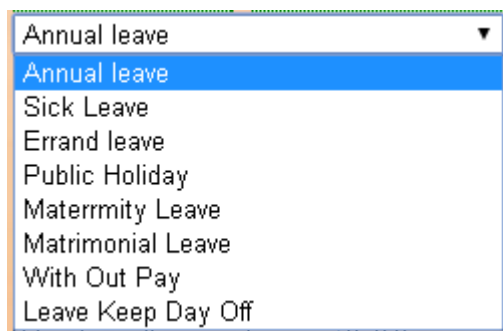 Annual leave
Annual leave
Sick Leave
Errand leave
Public Holiday
Materrmity Leave
Matrimonial Leave
With Out Pay
Leave Keep Day Off